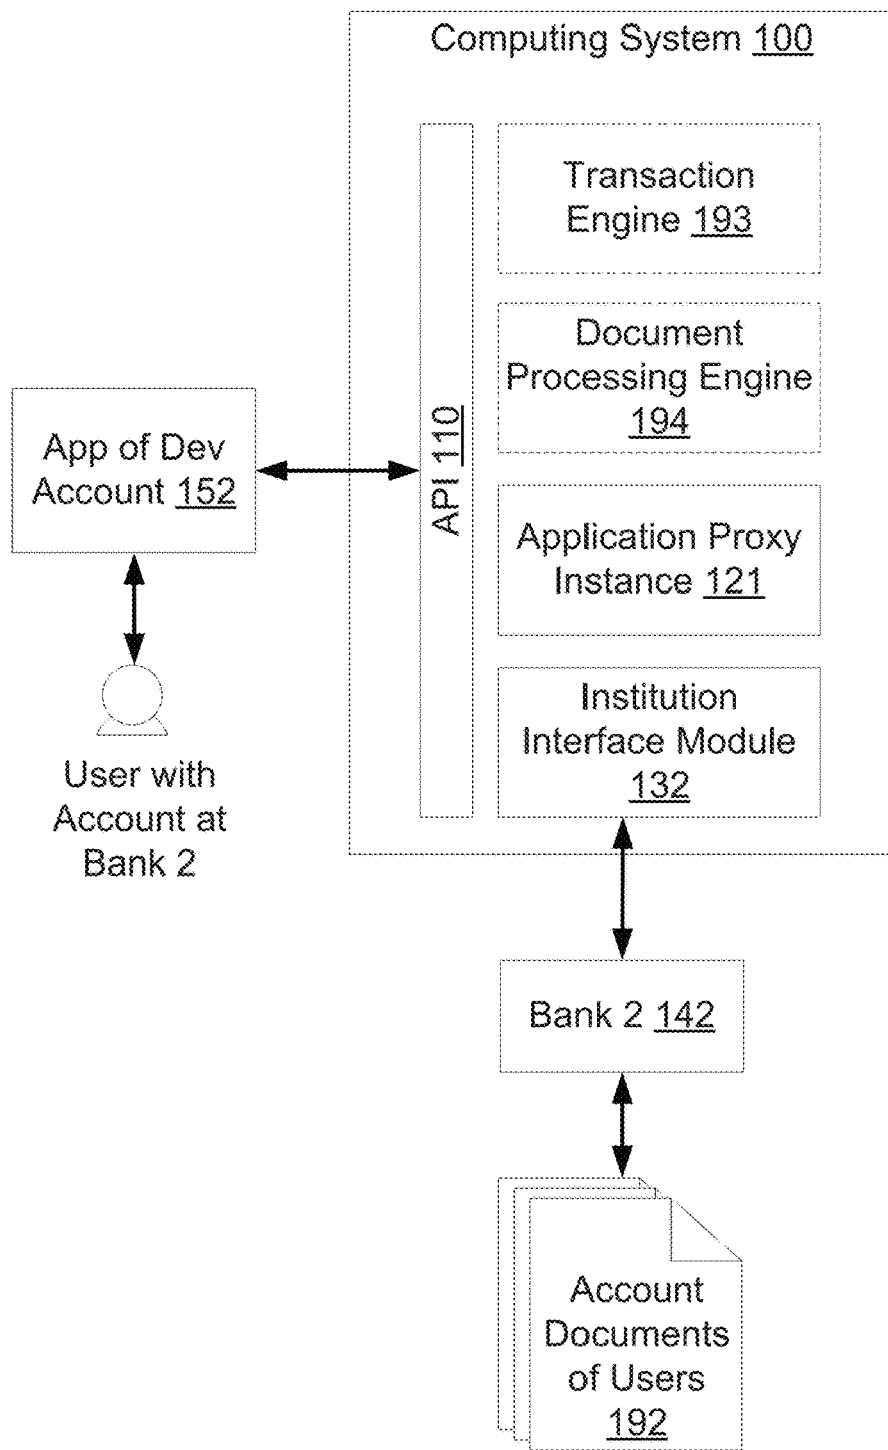 Computing System 100
Transaction
Engine 193
Document
Processing Engine
194
API 110
App of Dev
Account 152
Application Proxy
Instance 121
Institution
Interface Module
132
User with
Account at
Bank 2
Bank 2 142
Account
Documents
of Users
192